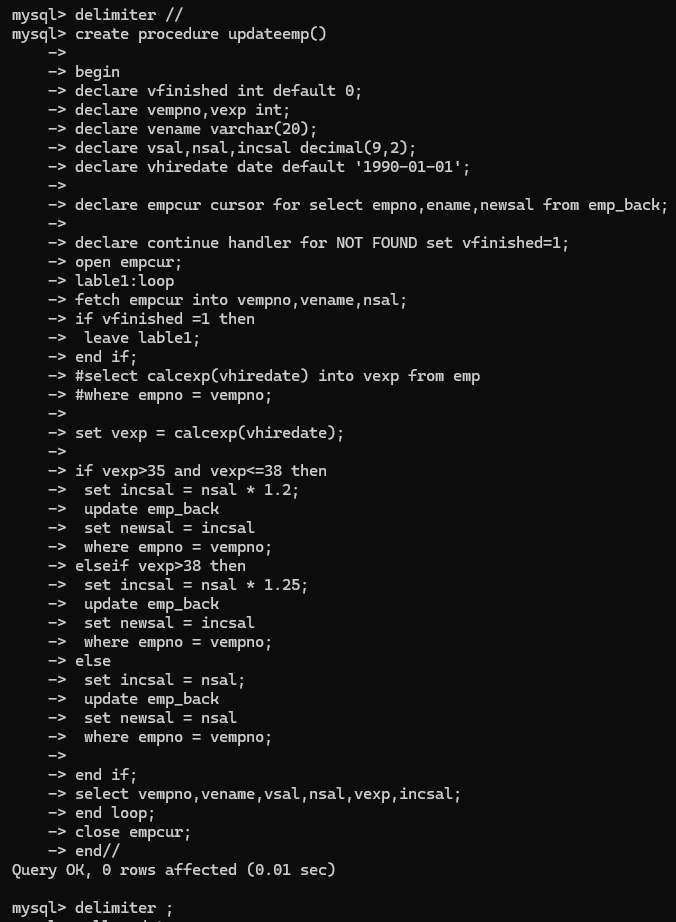 mysql> delimiter //
mysql> create procedure updateemp()
    ->
    -> begin
    -> declare vfinished int default 0;
    -> declare vempno,vexp int;
    -> declare vename varchar(20);
    -> declare vsal,nsal,incsal decimal(9,2);
    -> declare vhiredate date default '1990-01-01';
    ->
    -> declare empcur cursor for select empno,ename,newsal from emp_back;
    ->
    -> declare continue handler for NOT FOUND set vfinished=1;
    -> open empcur;
    -> lable1:loop
    -> fetch empcur into vempno,vename,nsal;
    -> if vfinished =1 then
    ->  leave lable1;
    -> end if;
    -> #select calcexp(vhiredate) into vexp from emp
    -> #where empno = vempno;
    ->
    -> set vexp = calcexp(vhiredate);
    ->
    -> if vexp>35 and vexp<=38 then
    ->  set incsal = nsal * 1.2;
    ->  update emp_back
    ->  set newsal = incsal
    ->  where empno = vempno;
    -> elseif vexp>38 then
    ->  set incsal = nsal * 1.25;
    ->  update emp_back
    ->  set newsal = incsal
    ->  where empno = vempno;
    -> else
    ->  set incsal = nsal;
    ->  update emp_back
    ->  set newsal = nsal
    ->  where empno = vempno;
    ->
    -> end if;
    -> select vempno,vename,vsal,nsal,vexp,incsal;
    -> end loop;
    -> close empcur;
    -> end//
Query OK, 0 rows affected (0.01 sec)

mysql> delimiter ;